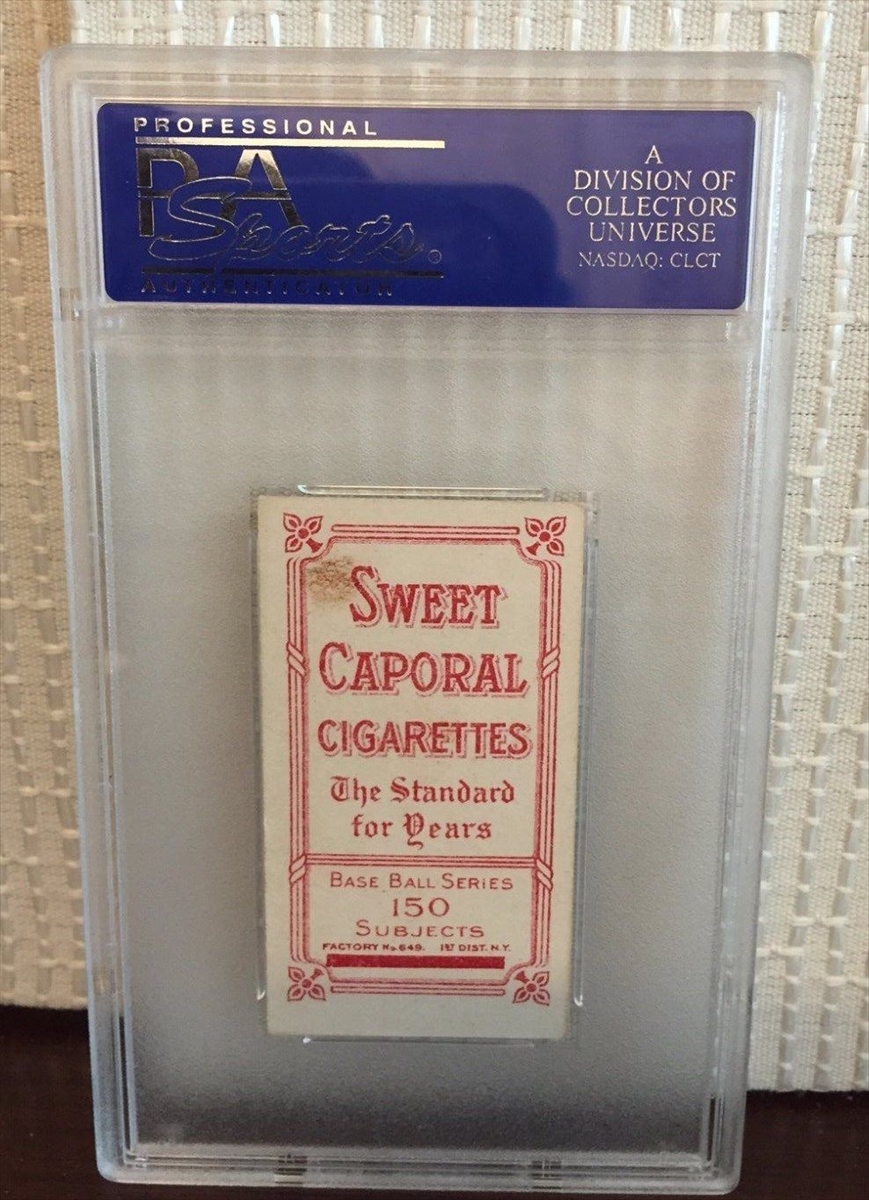 PROFESSIONAL
PSA
Sports®
AUTHENTICATOR
A
DIVISION OF
COLLECTORS
UNIVERSE
NASDAQ: CLCT
SWEET
CAPORAL
CIGARETTES
The Standard
for Years
BASE BALL SERIES
150
SUBJECTS
FACTORY No. 649. 1ST DIST. N.Y.